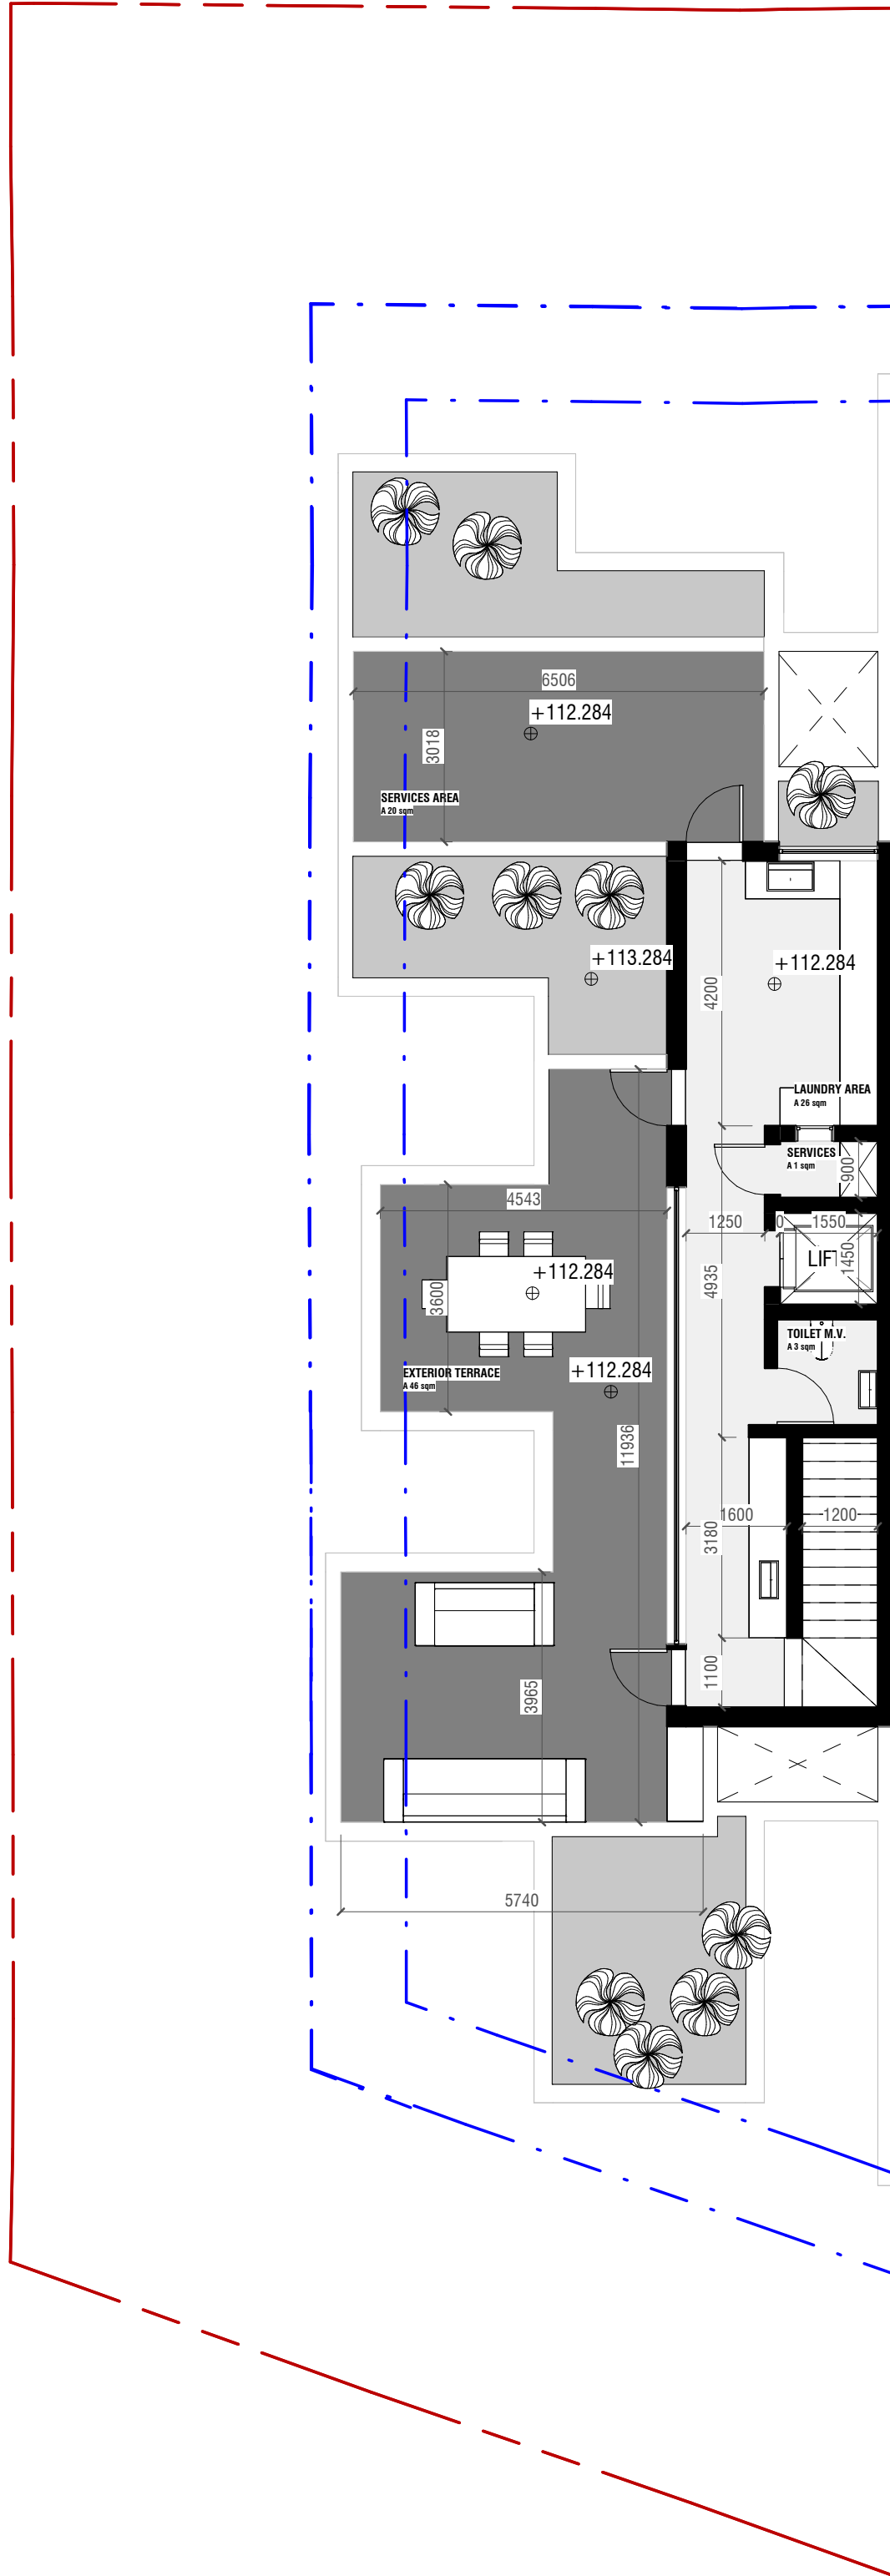 6506
+112.284
3018
SERVICES AREA
A 20 sqm
+113.284
+112.284
4200
LAUNDRY AREA
A 26 sqm
SERVICES
A 1 sqm
900
4543
1250
0
1550
+112.284
LIFT
1450
3600
4935
TOILET M.V.
A 3 sqm
EXTERIOR TERRACE
A 46 sqm
+112.284
11936
1600
1200
3180
1100
3965
5740